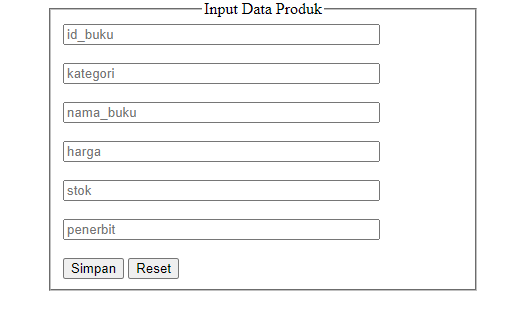 Input Data Produk
id_buku
kategori
nama_buku
harga
stok
penerbit
Simpan Reset